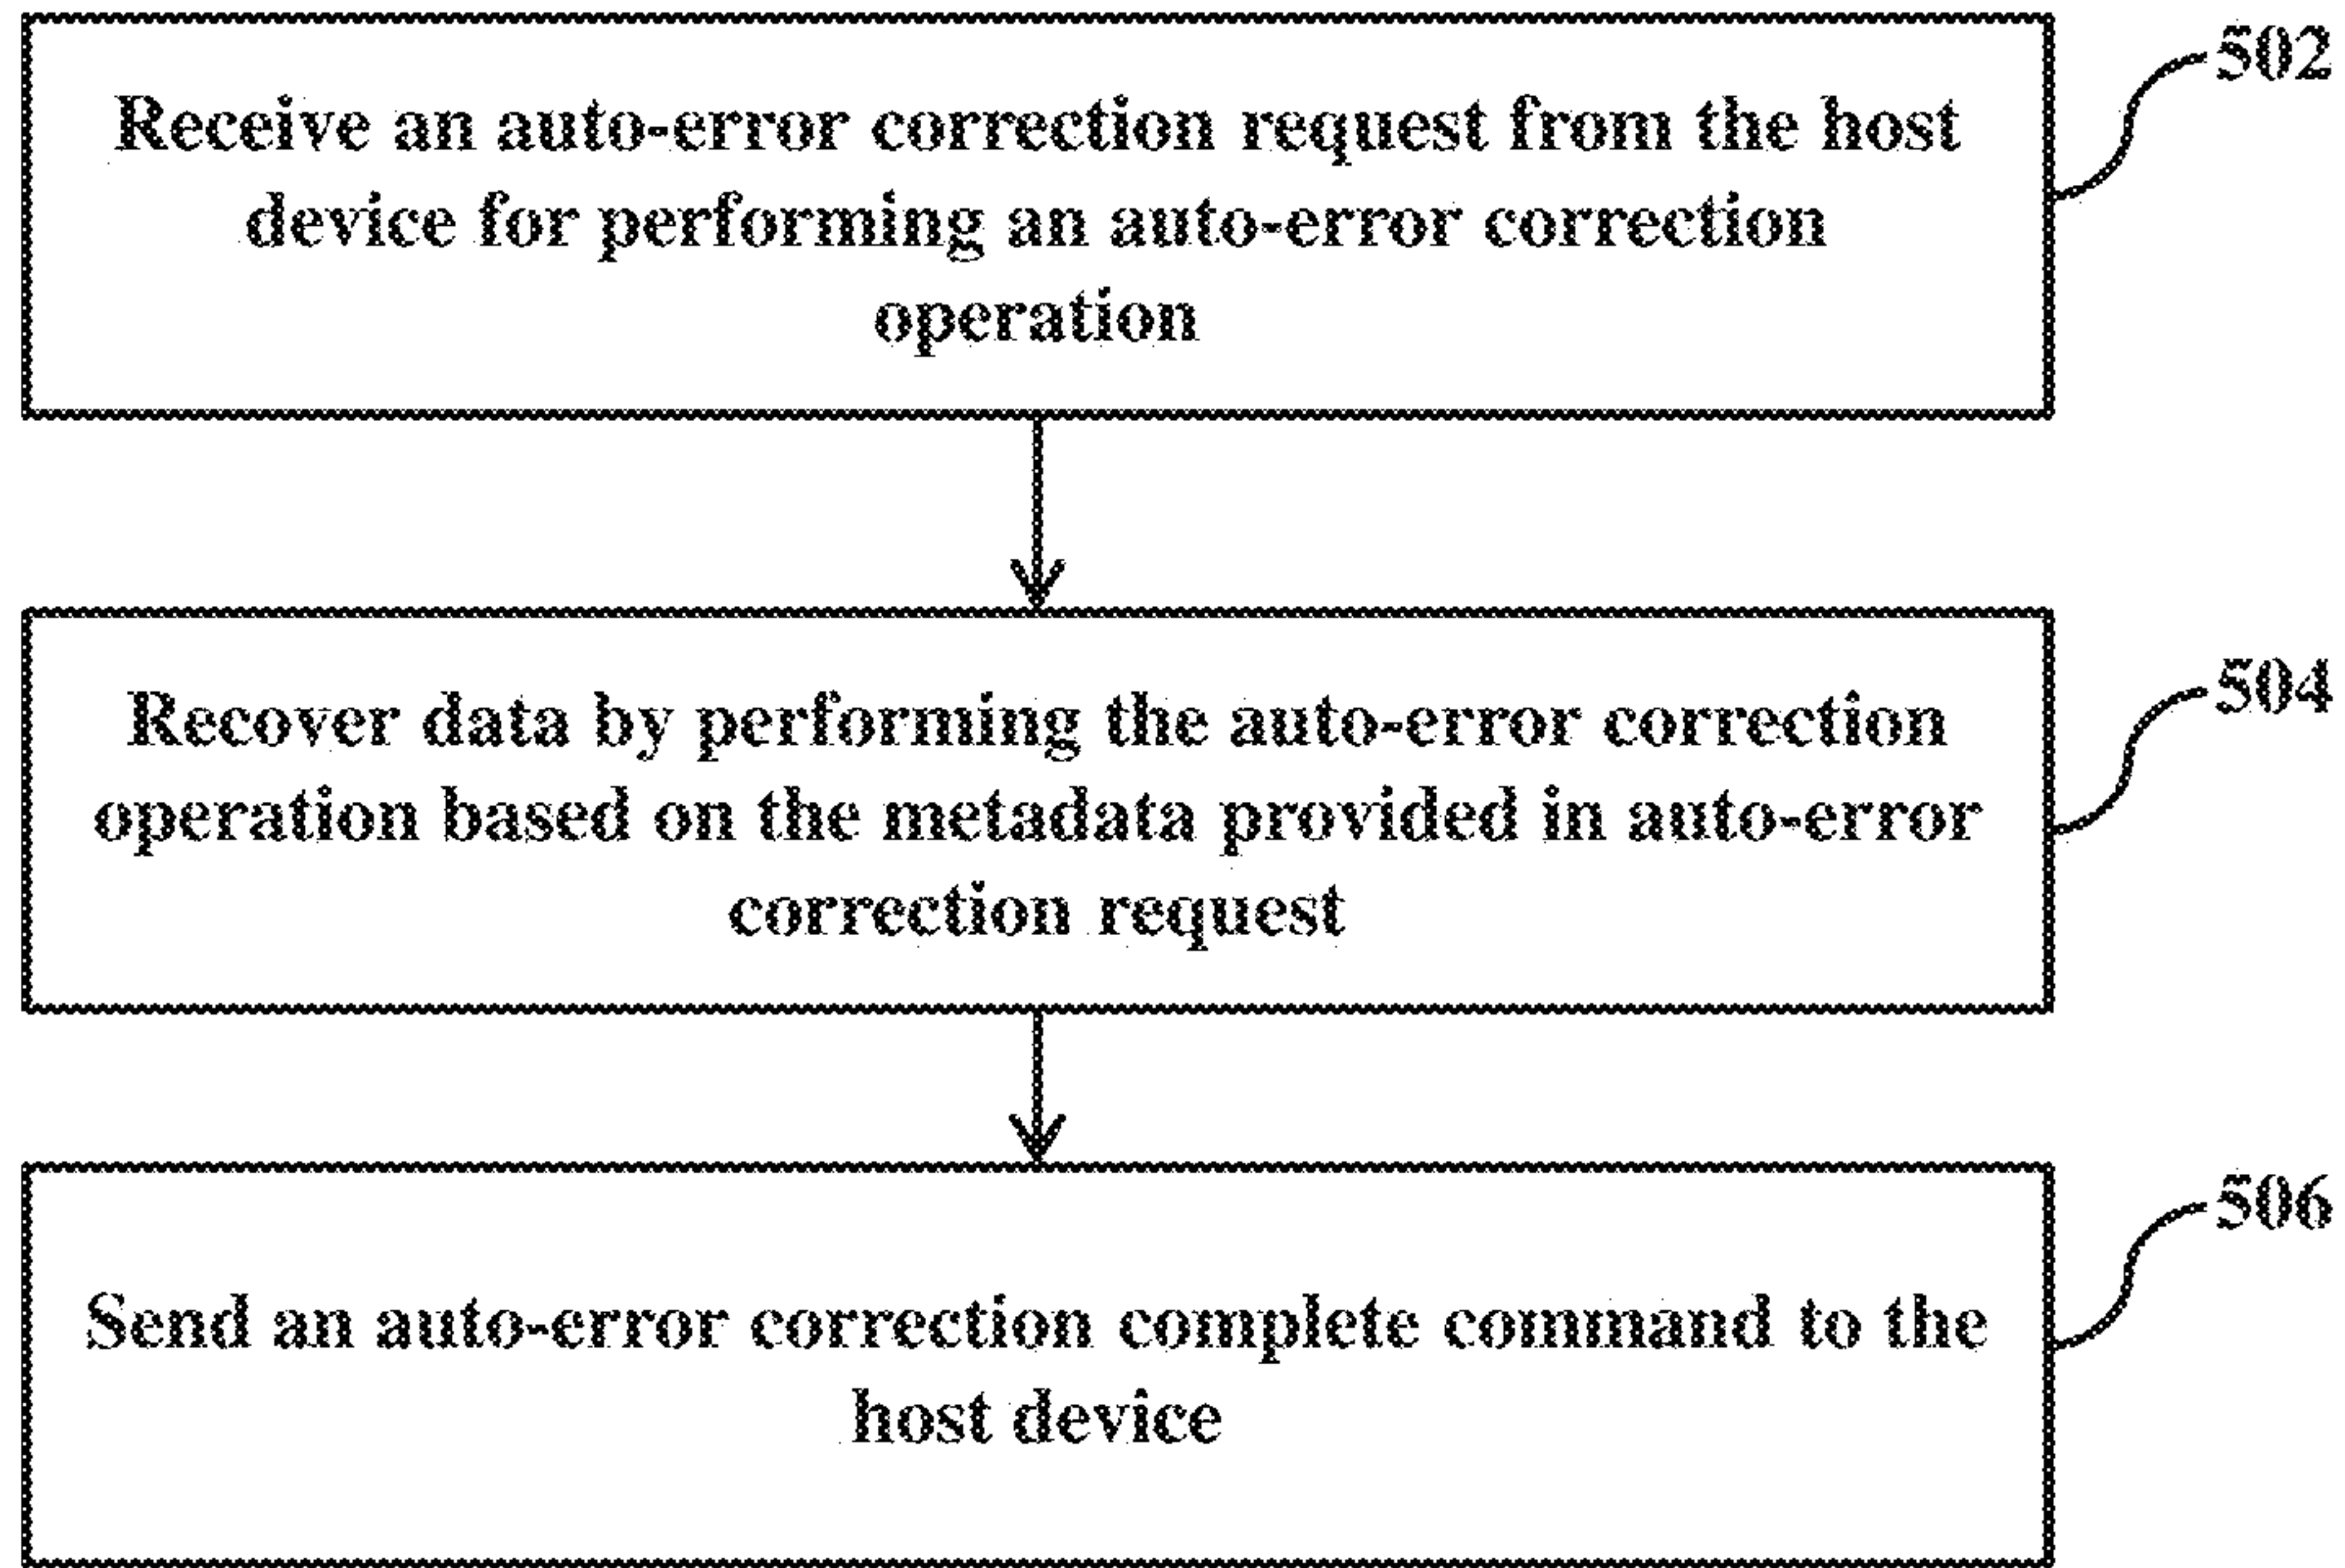 502
Receive an auto-error correction request from the host
device for performing an auto-error correction
operation
504
Recover data by performing the auto-error correction
operation based on the metadata provided in auto-error
correction request
506
Send an auto-error correction complete command to the
host device